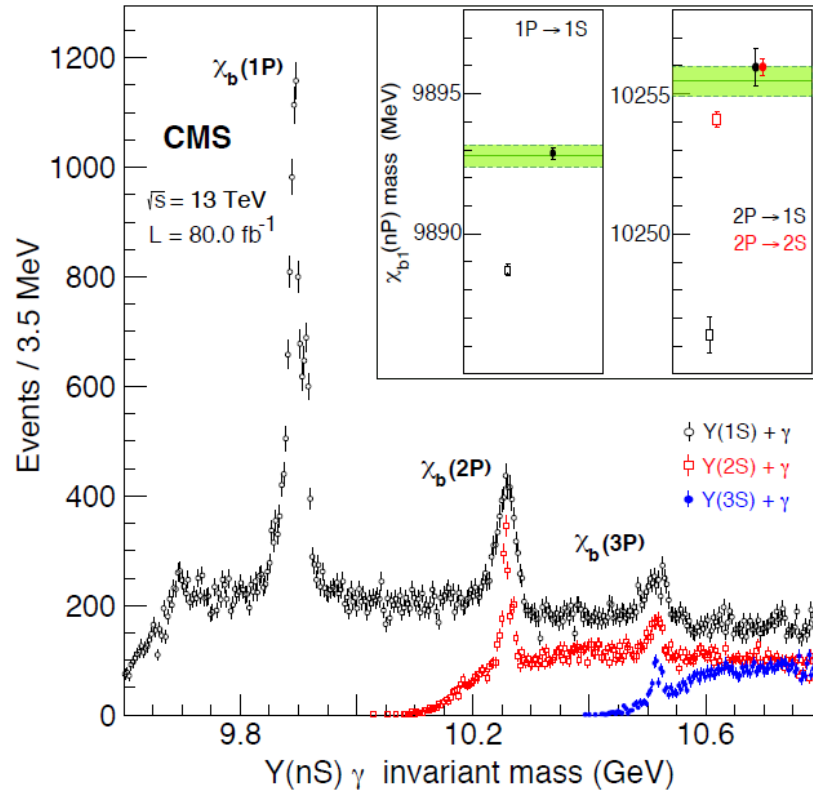 1200
1000
800
600
400
200
0
Events / 3.5 MeV
χb(1P)
CMS
√s = 13 TeV
L = 80.0 fb-1
χb1(nP) mass (MeV)
9895
9890
1P→1S
10255
10250
2P→1S
2P→2S
χb(2P)
χb(3P)
Υ(1S) + γ
Υ(2S) + γ
Υ(3S) + γ
9.8
10.2
10.6
Υ(nS) γ invariant mass (GeV)